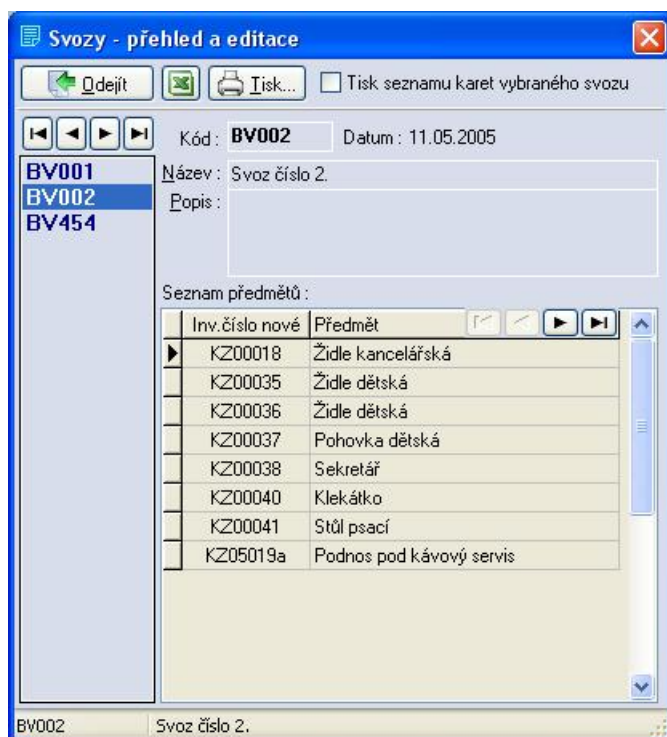 Svozy - přehled a editace
Odejít Tisk... Tisk seznamu karet vybraného svozu
Kód : BV002 Datum : 11.05.2005
BV001
BV002
BV454
Název : Svoz číslo 2.
Popis :
Seznam předmětů :
Inv.číslo nové Předmět
KZ00018 Židle kancelářská
KZ00035 Židle dětská
KZ00036 Židle dětská
KZ00037 Pohovka dětská
KZ00038 Sekretář
KZ00040 Klekátko
KZ00041 Stůl psací
KZ05019a Podnos pod kávový servis
BV002 Svoz číslo 2.